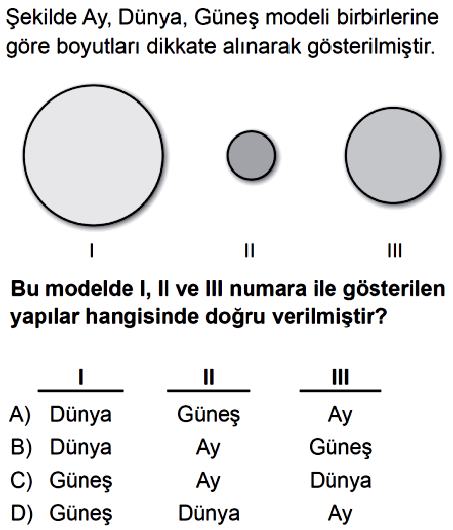 Şekilde Ay, Dünya, Güneş modeli birbirlerine
göre boyutları dikkate alınarak gösterilmiştir.
I II III
Bu modelde I, II ve III numara ile gösterilen
yapılar hangisinde doğru verilmiştir?
I II III
A) Dünya Güneş Ay
B) Dünya Ay Güneş
C) Güneş Ay Dünya
D) Güneş Dünya Ay